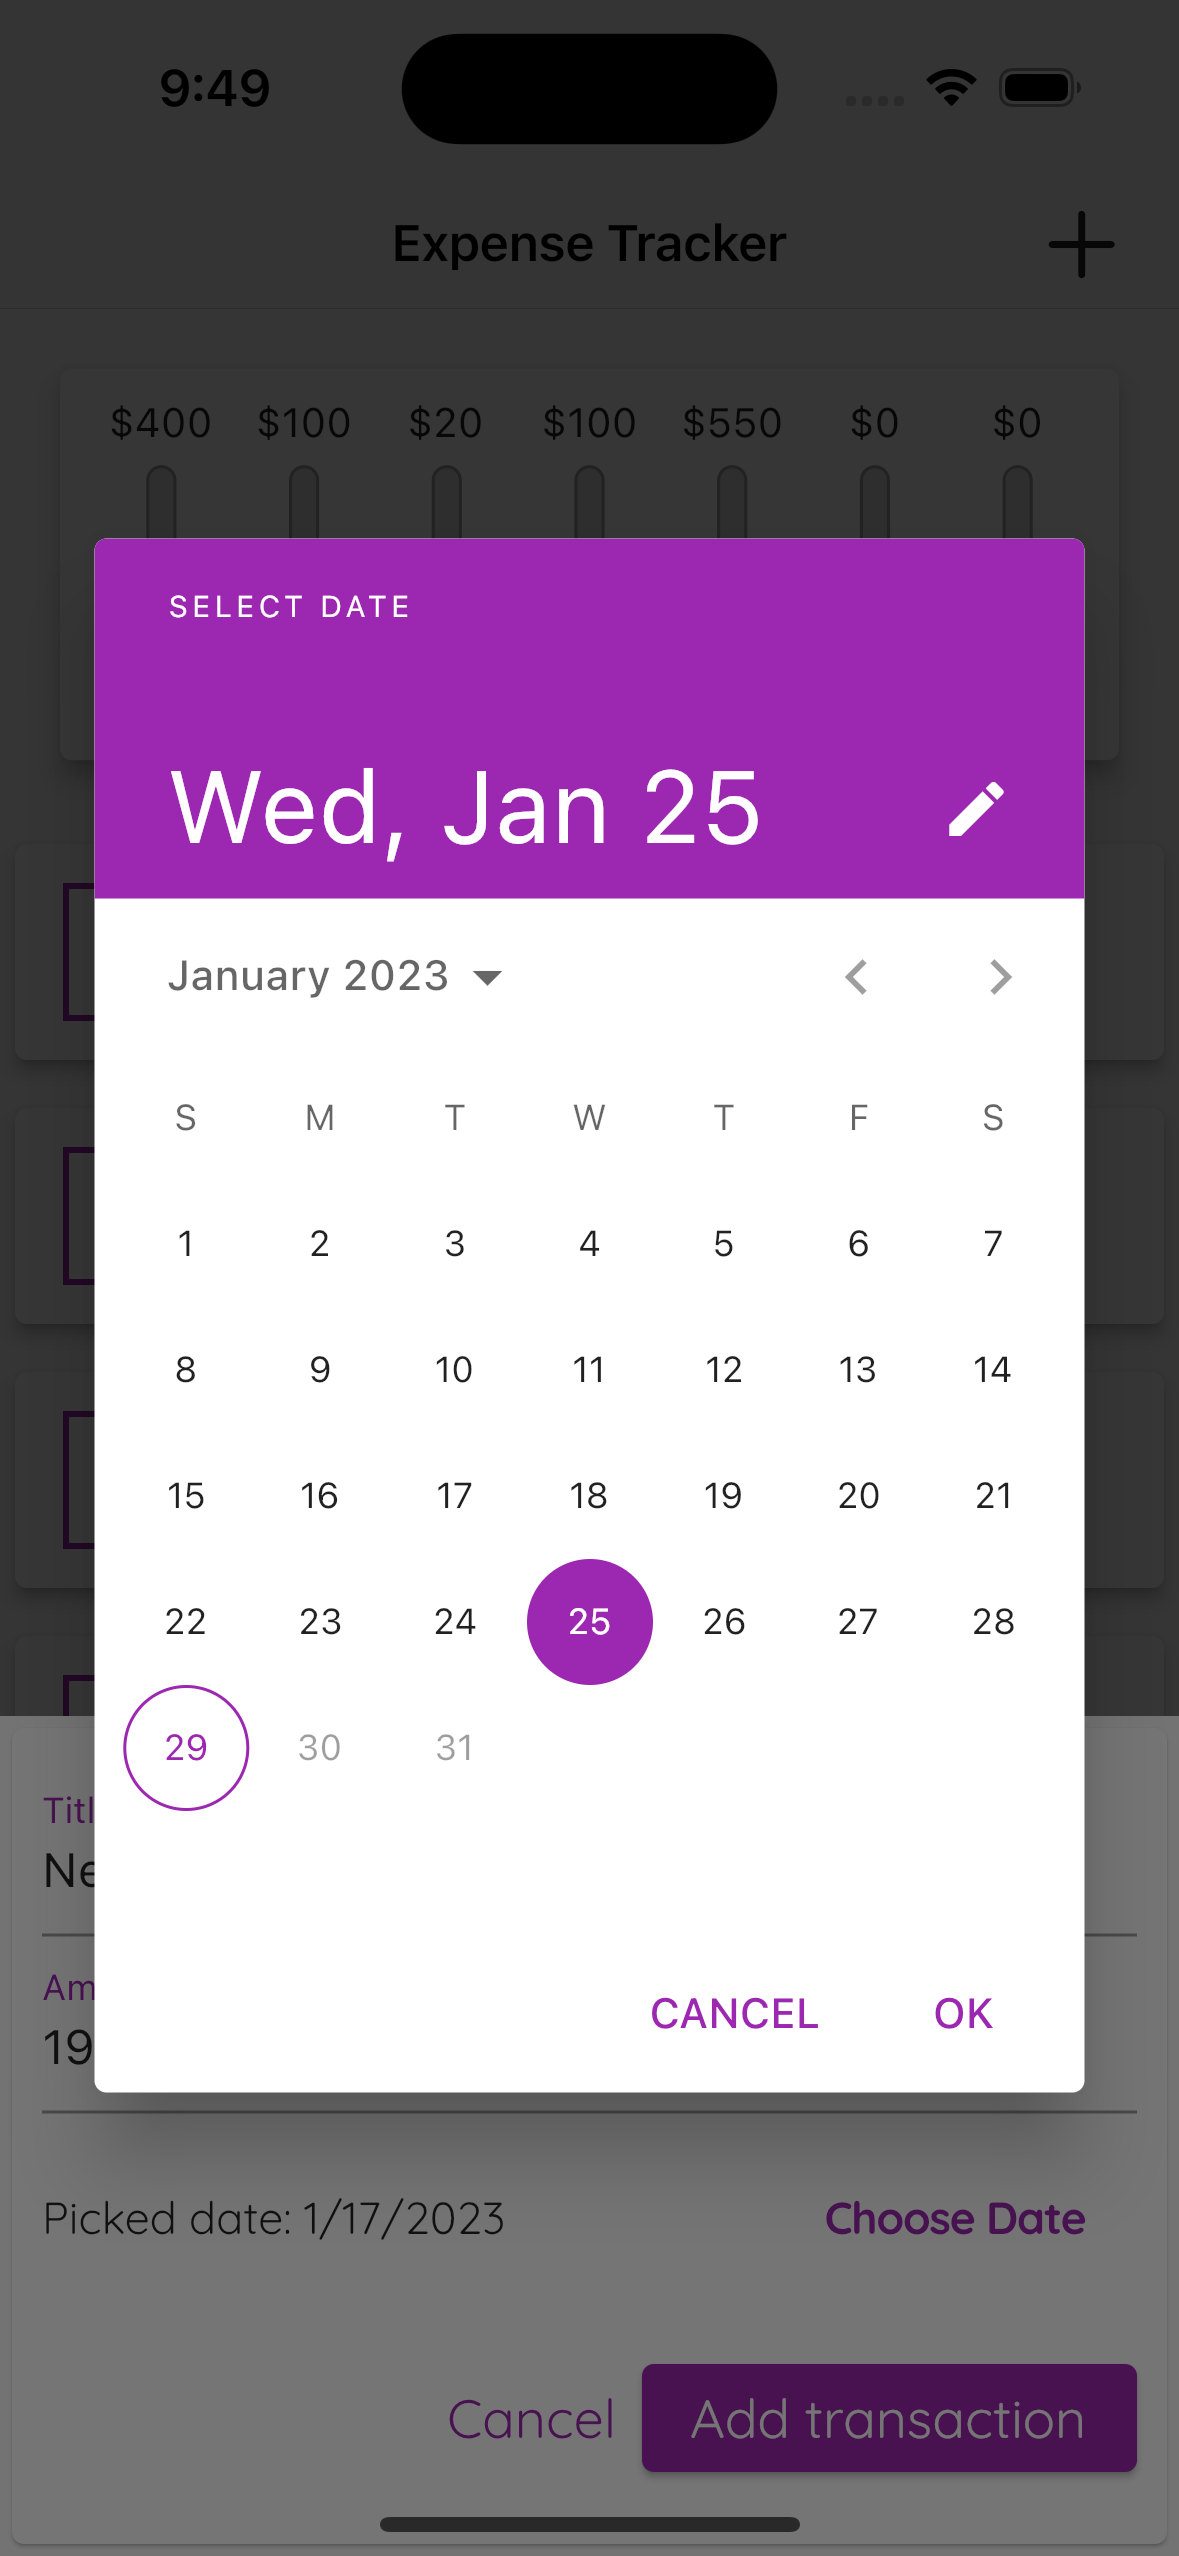 9:49
Expense Tracker
$400 $100 $20 $100 $550 $0 $0
SELECT DATE
Wed, Jan 25
January 2023
S M T W T F S
1 2 3 4 5 6 7
8 9 10 11 12 13 14
15 16 17 18 19 20 21
22 23 24 25 26 27 28
29 30 31
CANCEL OK
Picked date: 1/17/2023 Choose Date
Cancel Add transaction